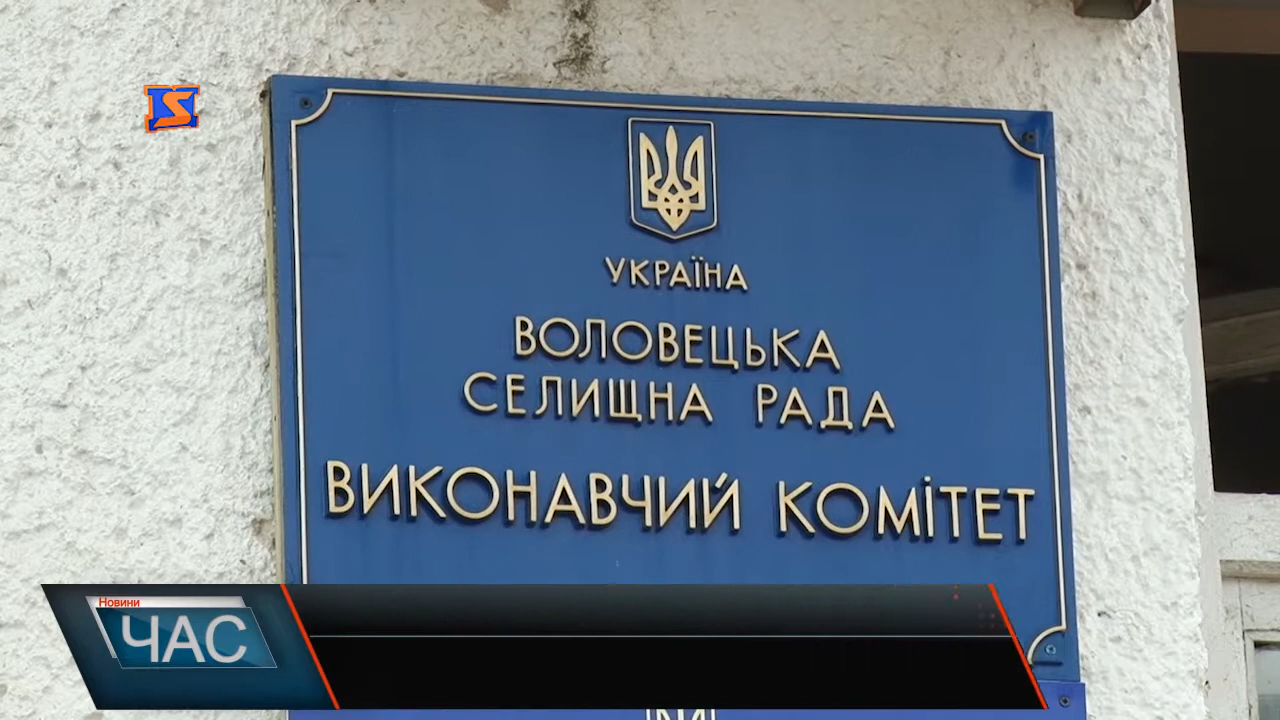 S
УКРАЇНА
ВОЛОВЕЦЬКА
СЕЛИЩНА РАДА
ВИКОНАВЧИЙ КОМІТЕТ
Новини
ЧАС